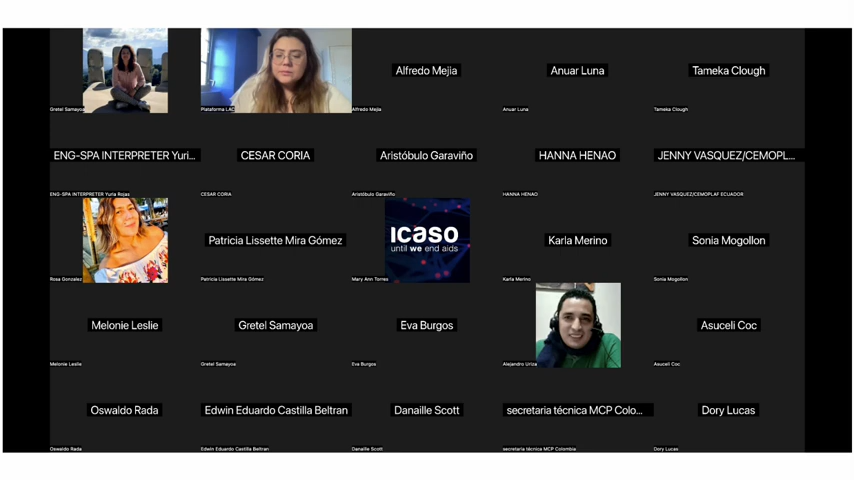 Alfredo Mejia
Anuar Luna
Tameka Clough
Gretel Samayoa
Plataforma LAC
Alfredo Mejia
Anuar Luna
Tameka Clough
ENG-SPA INTERPRETER Yuri...
CESAR CORIA
Aristóbulo Garaviño
HANNA HENAO
JENNY VASQUEZ/CEMOPL...
ENG-SPA INTERPRETER Yuria Rojas
CESAR CORIA
Aristóbulo Garaviño
HANNA HENAO
JENNY VASQUEZ/CEMOPLAF ECUADOR
Patricia Lissette Mira Gómez
ICASO
until we end aids
Karla Merino
Sonia Mogollon
Rosa Gonzalez
Patricia Lissette Mira Gómez
Mary Ann Torres
Karla Merino
Sonia Mogollon
Melonie Leslie
Gretel Samayoa
Eva Burgos
Asuceli Coc
Melonie Leslie
Gretel Samayoa
Eva Burgos
Alejandro Uriza
Asuceli Coc
Oswaldo Rada
Edwin Eduardo Castilla Beltran
Danaille Scott
secretaria técnica MCP Colo...
Dory Lucas
Oswaldo Rada
Edwin Eduardo Castilla Beltran
Danaille Scott
secretaria técnica MCP Colombia
Dory Lucas